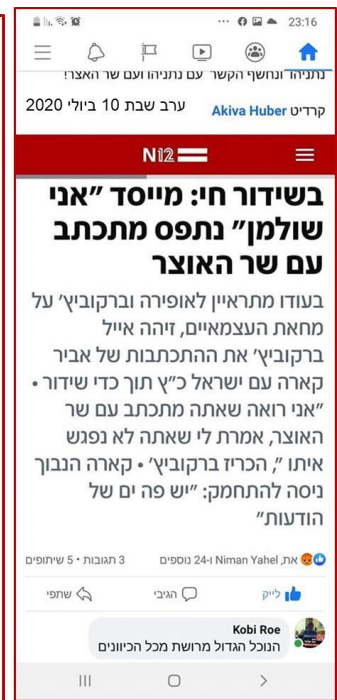 23:16
נתניהו ונחשף הקשר עם נתניהו ועם שר האצר!
קרדיט Akiva Huber ערב שבת 10 ביולי 2020
N12
בשידור חי: מייסד "אני
שולמן" נתפס מתכתב
עם שר האוצר
בעודו מתראיין לאופירה וברקוביץ' על
מחאת העצמאיים, זיהה אייל
ברקוביץ' את ההתכתבות של אביר
קארה עם ישראל כ"ץ תוך כדי שידור •
"אני רואה שאתה מתכתב עם שר
האוצר, אמרת לי שאתה לא נפגש
איתו", הכריז ברקוביץ' • קארה הנבוך
ניסה להתחמק: "יש פה ים של
הודעות"
את, Niman Yahel ו-24 נוספים
3 תגובות • 5 שיתופים
לייק
הגיבי
שתפי
Kobi Roe
הנוכל הגדול מרושת מכל הכיוונים